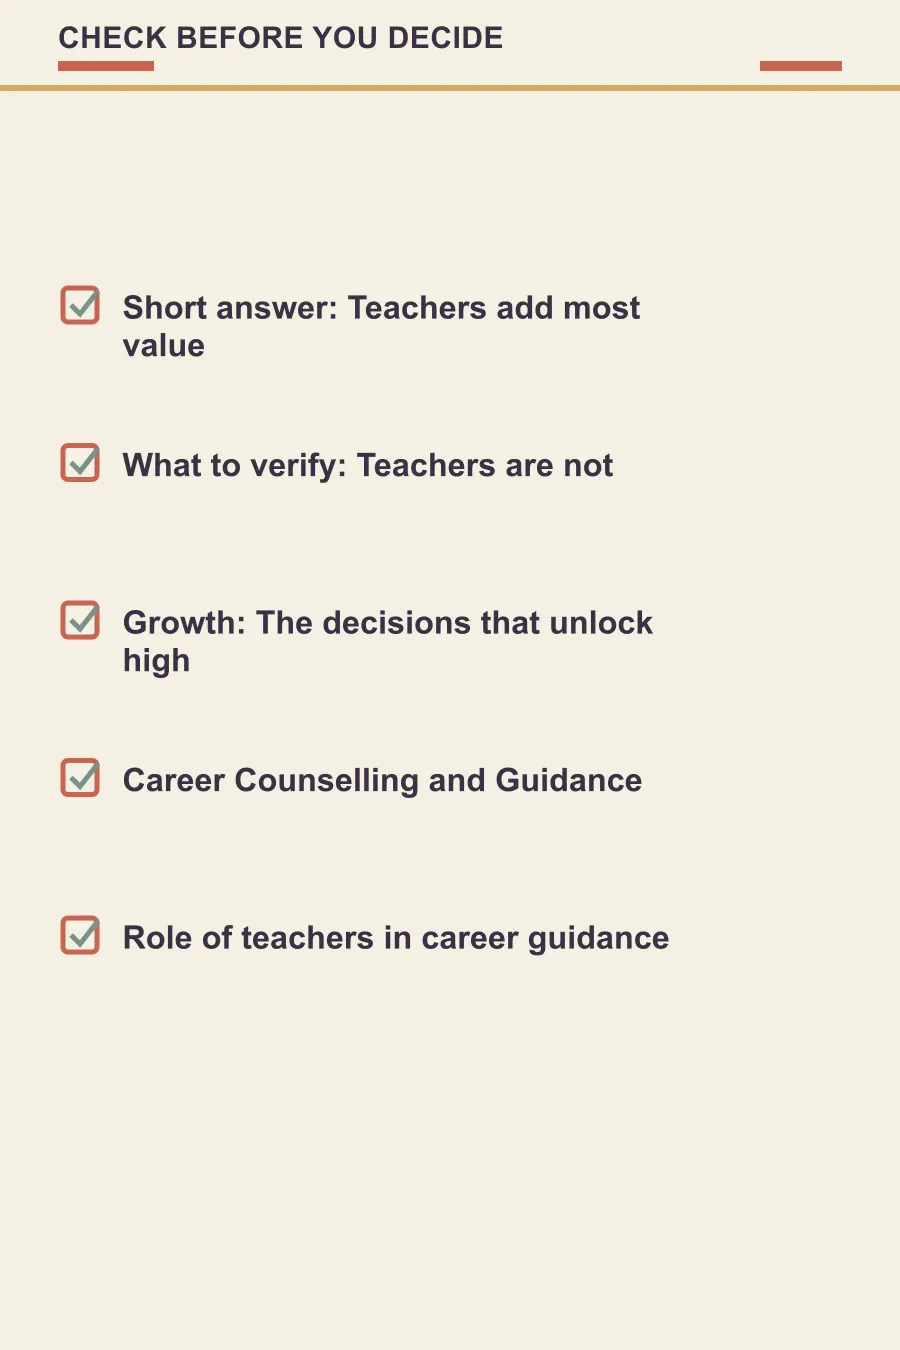 CHECK BEFORE YOU DECIDE
Short answer: Teachers add most
value
What to verify: Teachers are not
Growth: The decisions that unlock
high
Career Counselling and Guidance
Role of teachers in career guidance